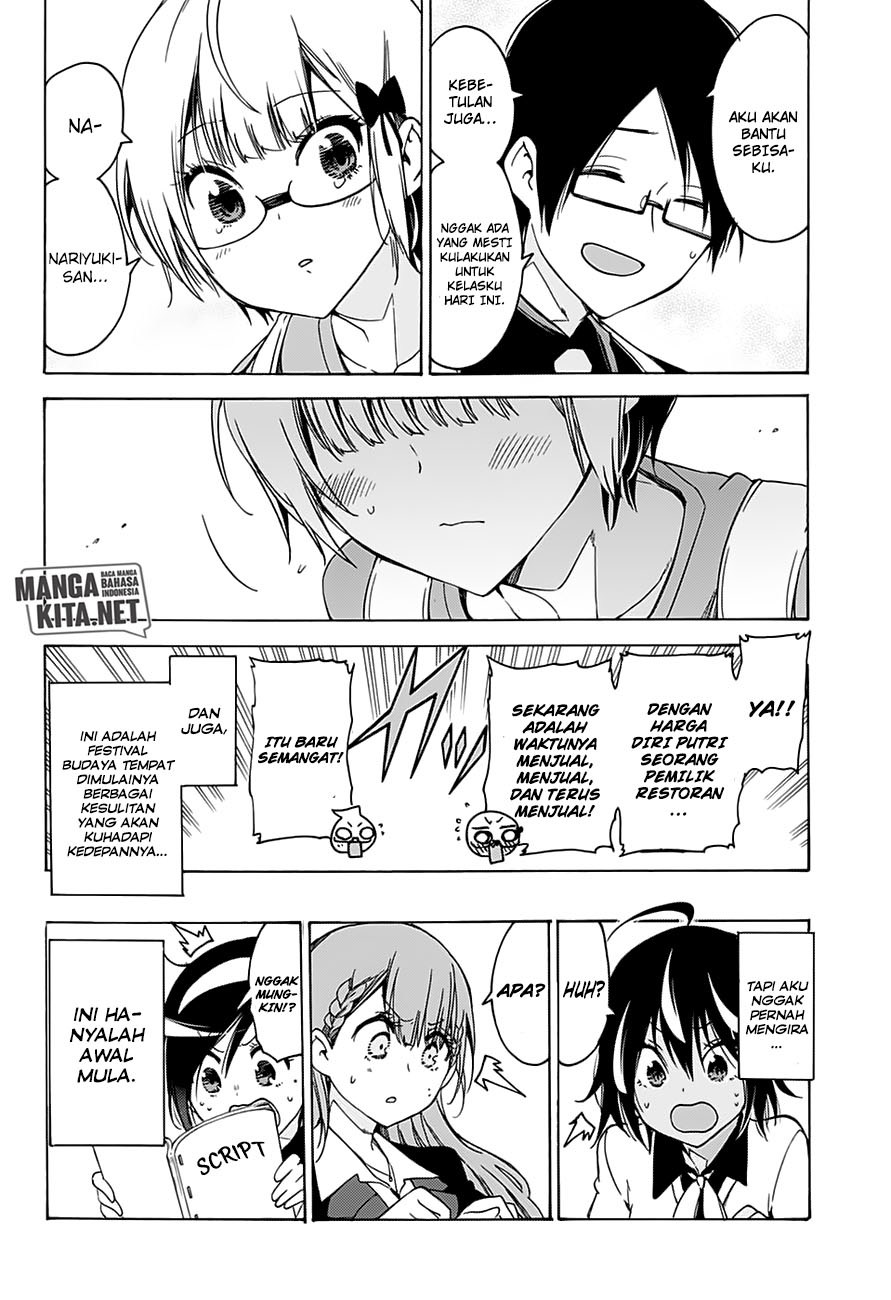 AKU AKAN
BANTU
SEBISA-
KU.
KEBE-
TULAN
JUGA...
NGGAK ADA
YANG MESTI
KULAKUKAN
UNTUK
KELASKU
HARI INI.
NA-
NARIYUKI-
SAN...
MANGA
KITA.NET
BACA MANGA
BAHASA
INDONESIA
YA!!
DENGAN
HARGA
DIRI PUTRI
SEORANG
PEMILIK
RESTORAN
...
SEKARANG
ADALAH
WAKTUNYA
MENJUAL,
MENJUAL,
DAN TERUS
MENJUAL!
ITU BARU
SEMANGAT!
DAN
JUGA,
INI ADALAH
FESTIVAL
BUDAYA TEMPAT
DIMULAINYA
BERBAGAI
KESULITAN
YANG AKAN
KUHADAPI
KEDEPANNYA...
TAPI AKU
NGGAK
PERNAH
MENGIRA
...
HUH?
APA?
NGGAK
MUNG-
KIN!?
SCRIPT
INI HA-
NYALAH
AWAL
MULA.